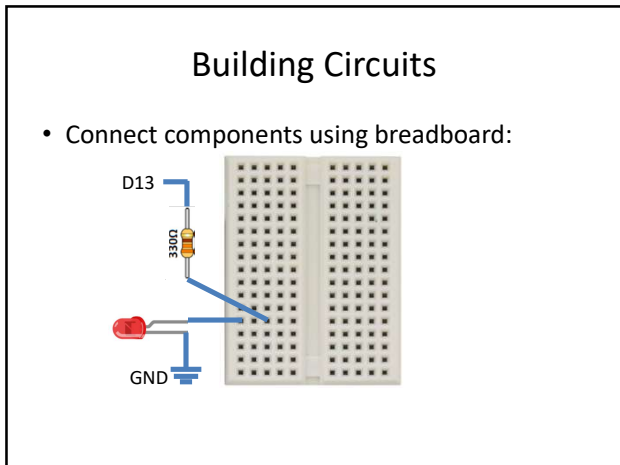 Building Circuits
• Connect components using breadboard:
D13
330Ω
GND